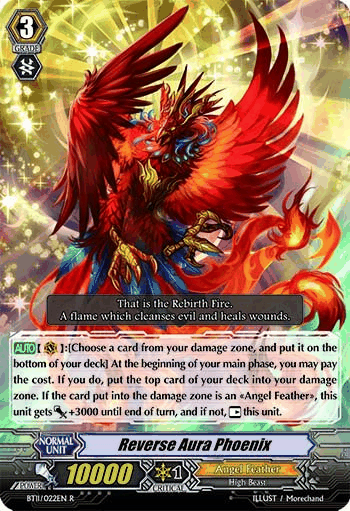 3
GRADE
That is the Rebirth Fire.
A flame which cleanses evil and heals wounds.
AUTO [ ]:[Choose a card from your damage zone, and put it on the
bottom of your deck] At the beginning of your main phase, you may pay
the cost. If you do, put the top card of your deck into your damage
zone. If the card put into the damage zone is an «Angel Feather», this
unit gets +3000 until end of turn, and if not, this unit.
NORMAL
UNIT
Reverse Aura Phoenix
POWER
10000
1
CRITICAL
Angel Feather
High Beast
BT11/022EN R
ILLUST / Morechand